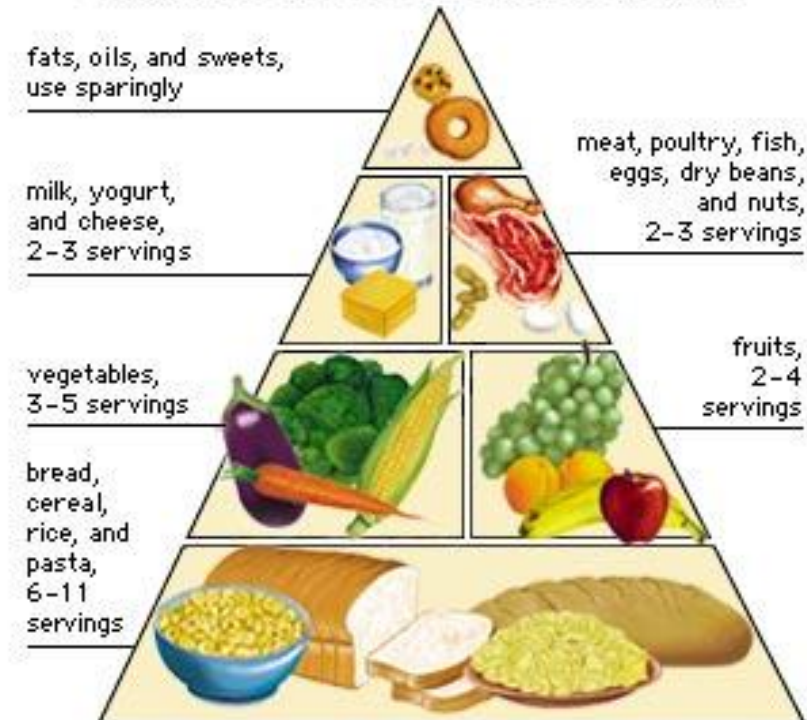 fats, oils, and sweets,
use sparingly
meat, poultry, fish,
eggs, dry beans,
and nuts,
2-3 servings
milk, yogurt,
and cheese,
2-3 servings
fruits,
2-4
servings
vegetables,
3-5 servings
bread,
cereal,
rice, and
pasta,
6-11
servings